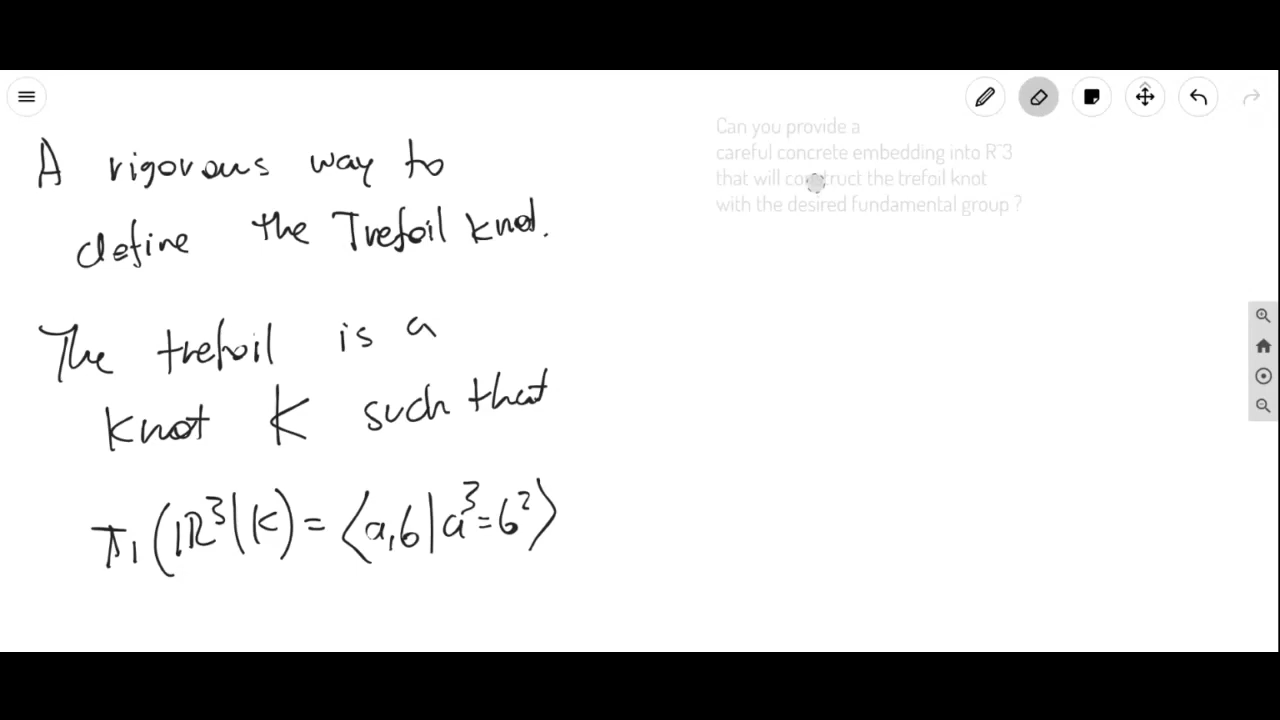 A rigorous way to
define the Trefoil knot.
The trefoil is a
knot K such that
π₁(ℝ³\K) = ⟨a,b|a³=b²⟩
Can you provide a
careful concrete embedding into R^3
that will construct the trefoil knot
with the desired fundamental group ?